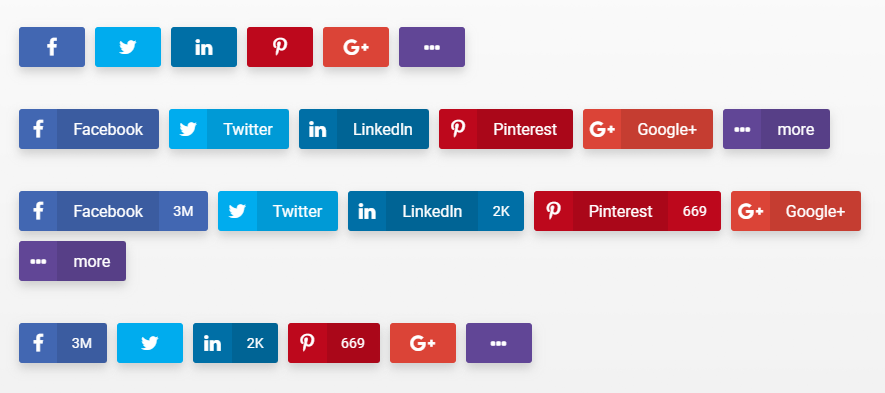 f in G+
f Facebook Twitter in LinkedIn Pinterest G+ Google+ more
f Facebook 3M Twitter in LinkedIn 2K Pinterest 669 G+ Google+
more
f 3M in 2K 669 G+